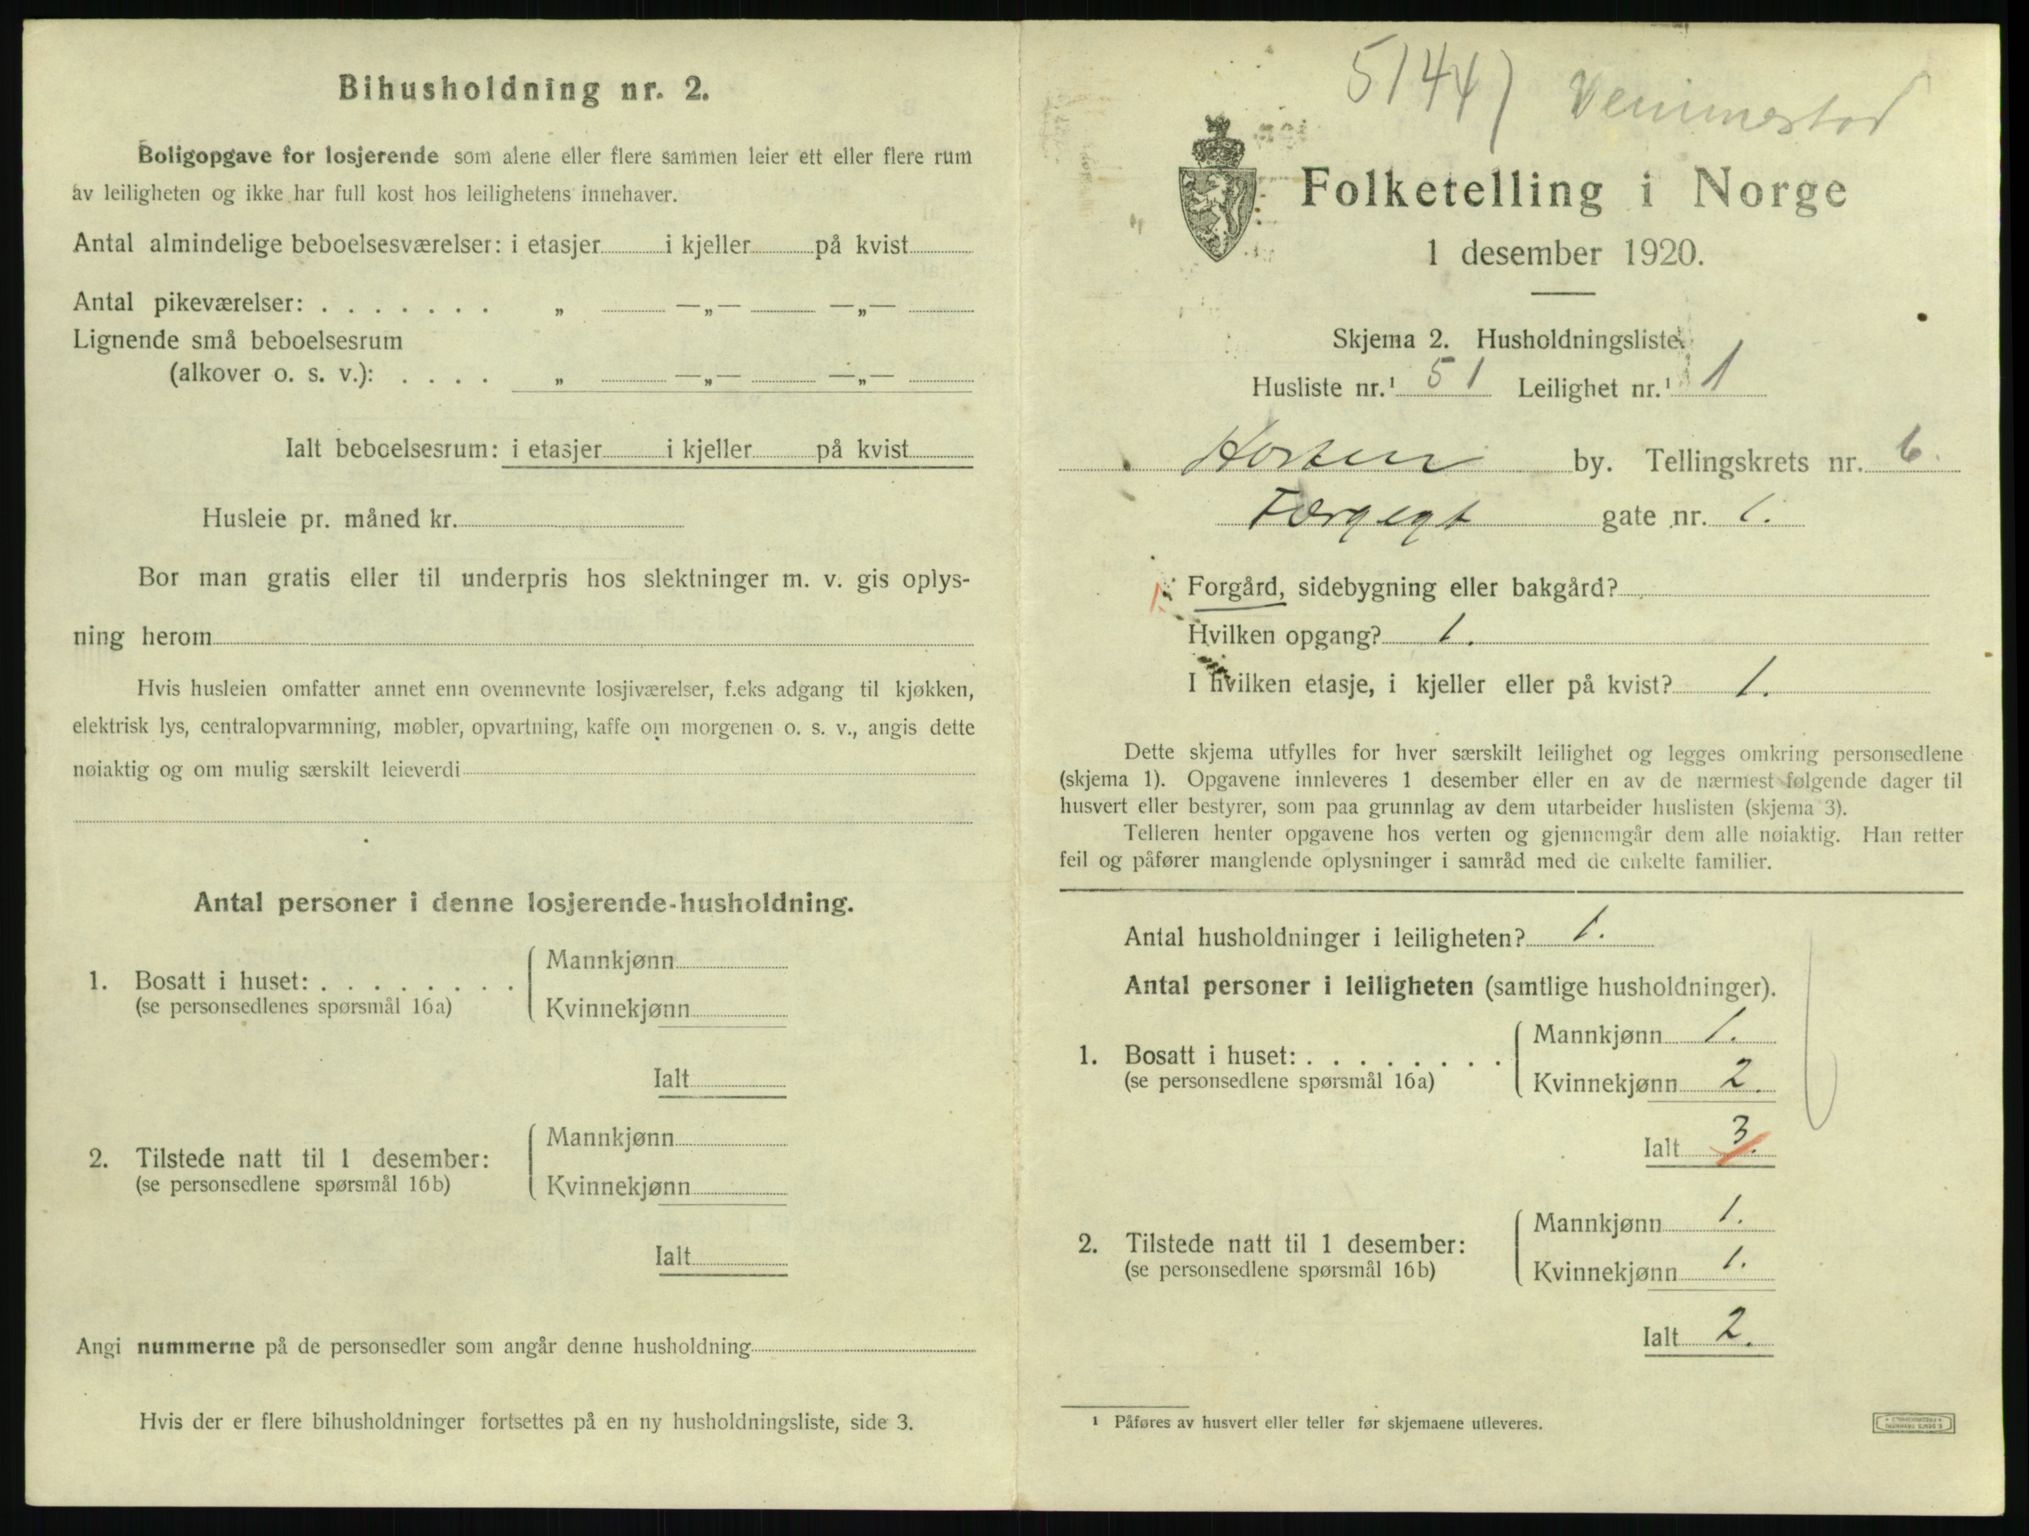 Bihusholdning nr. 2.
Boligopgave for losjerende som alene eller flere sammen leier ett eller flere rum
av leiligheten og ikke har full kost hos leilighetens innehaver.
Antal almindelige beboelsesværelser: i etasjer i kjeller på kvist
Antal pikeværelser: . . . . . . . „ —„— —„—
Lignende små beboelsesrum
(alkover o. s. v.): . . . . „ —„— —„—
Ialt beboelsesrum: i etasjer i kjeller på kvist
Husleie pr. måned kr.
Bor man gratis eller til underpris hos slektninger m. v. gis oplys-
ning herom
Hvis husleien omfatter annet enn ovennevnte losjiværelser, f.eks adgang til kjøkken,
elektrisk lys, centralopvarmning, møbler, opvartning, kaffe om morgenen o. s. v., angis dette
nøiaktig og om mulig særskilt leieverdi
Antal personer i denne losjerende-husholdning.
1. Bosatt i huset: . . . . . . . . Mannkjønn
(se personsedlenes spørsmål 16a) Kvinnekjønn
Ialt
2. Tilstede natt til 1 desember: Mannkjønn
(se personsedlene spørsmål 16b) Kvinnekjønn
Ialt
Angi nummerne på de personsedler som angår denne husholdning
Hvis der er flere bihusholdninger fortsettes på en ny husholdningsliste, side 3.
5144) Vennnestad
Folketelling i Norge
1 desember 1920.
Skjema 2. Husholdningsliste
Husliste nr.¹ 51 Leilighet nr.¹ 1
Horten by. Tellingskrets nr. 6.
Færgegt gate nr. 1.
Forgård, sidebygning eller bakgård?
Hvilken opgang? 1.
I hvilken etasje, i kjeller eller på kvist? 1.
Dette skjema utfylles for hver særskilt leilighet og legges omkring personsedlene
(skjema 1). Opgavene innleveres 1 desember eller en av de nærmest følgende dager til
husvert eller bestyrer, som paa grunnlag av dem utarbeider huslisten (skjema 3).
Telleren henter opgavene hos verten og gjennemgår dem alle nøiaktig. Han retter
feil og påfører manglende oplysninger i samråd med de enkelte familier.
Antal husholdninger i leiligheten? 1.
Antal personer i leiligheten (samtlige husholdninger).
1. Bosatt i huset: . . . . . . . . Mannkjønn 1.
(se personsedlene spørsmål 16a) Kvinnekjønn 2.
Ialt 3.
2. Tilstede natt til 1 desember: Mannkjønn 1.
(se personsedlene spørsmål 16b) Kvinnekjønn 1.
Ialt 2.
¹ Påføres av husvert eller teller før skjemaene utleveres.